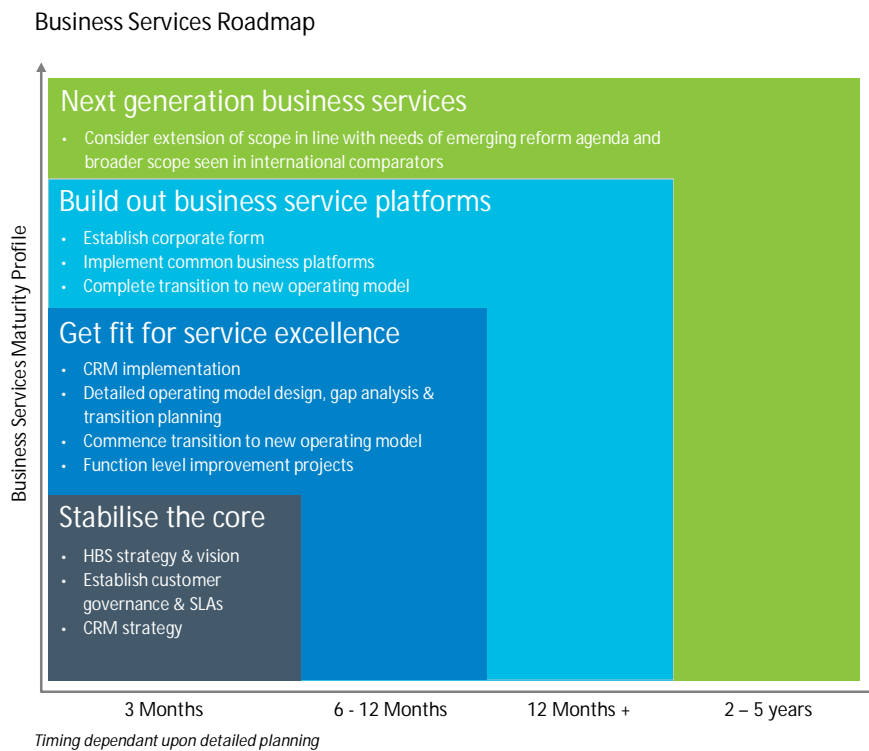 Business Services Roadmap
Next generation business services
• Consider extension of scope in line with needs of emerging reform agenda and
broader scope seen in international comparators
Build out business service platforms
• Establish corporate form
• Implement common business platforms
• Complete transition to new operating model
Get fit for service excellence
• CRM implementation
• Detailed operating model design, gap analysis &
transition planning
• Commence transition to new operating model
• Function level improvement projects
Stabilise the core
• HBS strategy & vision
• Establish customer
governance & SLAs
• CRM strategy
Business Services Maturity Profile
3 Months
6 - 12 Months
12 Months +
2 – 5 years
Timing dependant upon detailed planning